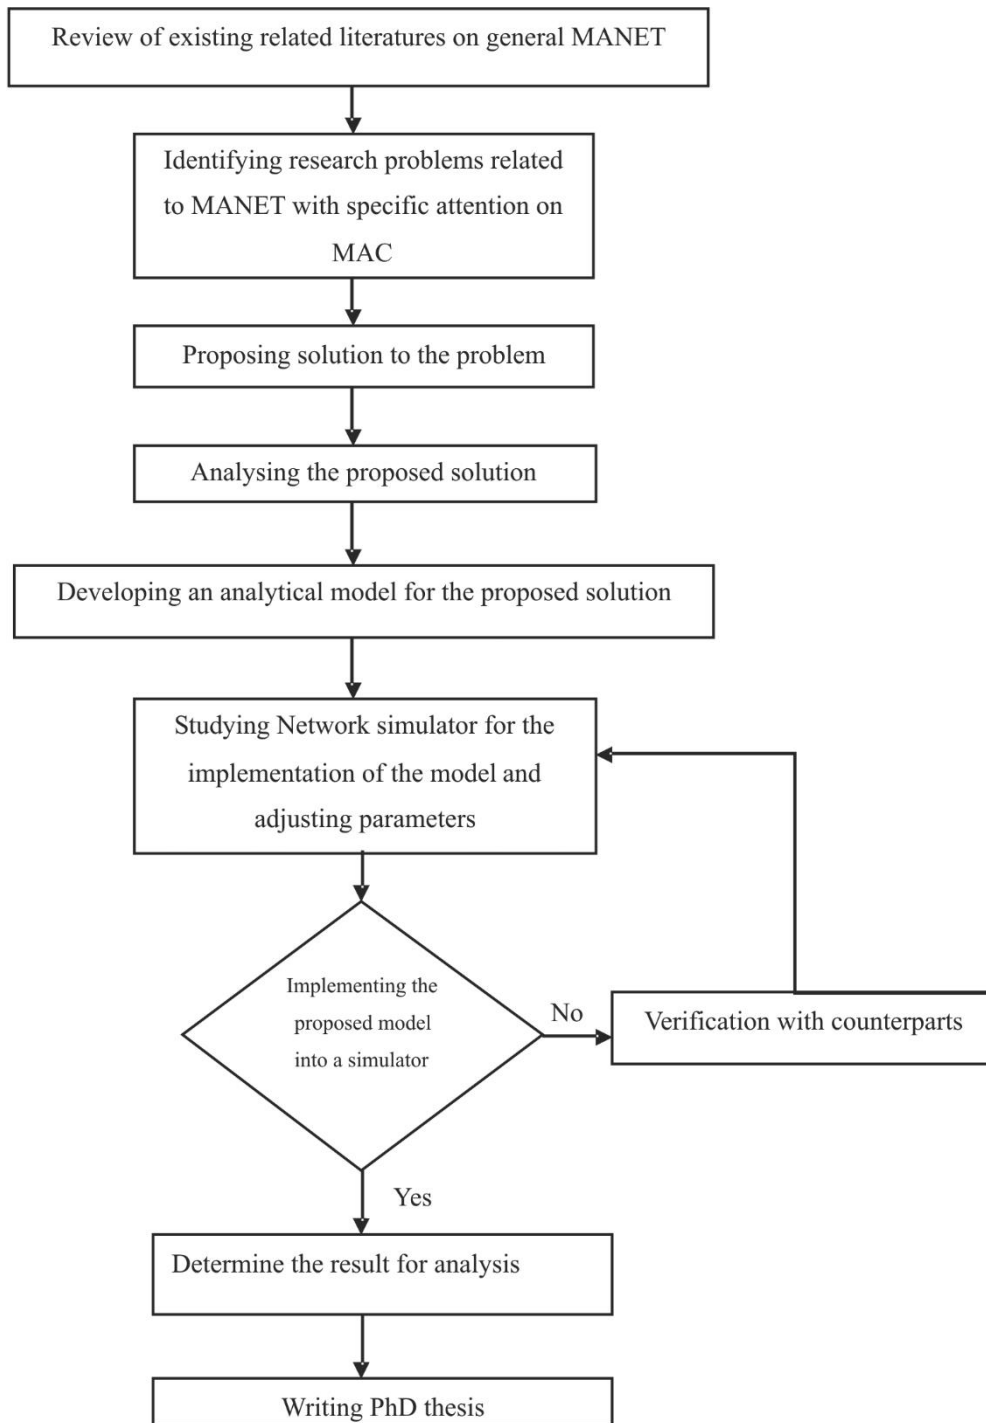 Review of existing related literatures on general MANET
Identifying research problems related
to MANET with specific attention on
MAC
Proposing solution to the problem
Analysing the proposed solution
Developing an analytical model for the proposed solution
Studying Network simulator for the
implementation of the model and
adjusting parameters
Implementing the
proposed model
into a simulator
No
Verification with counterparts
Yes
Determine the result for analysis
Writing PhD thesis